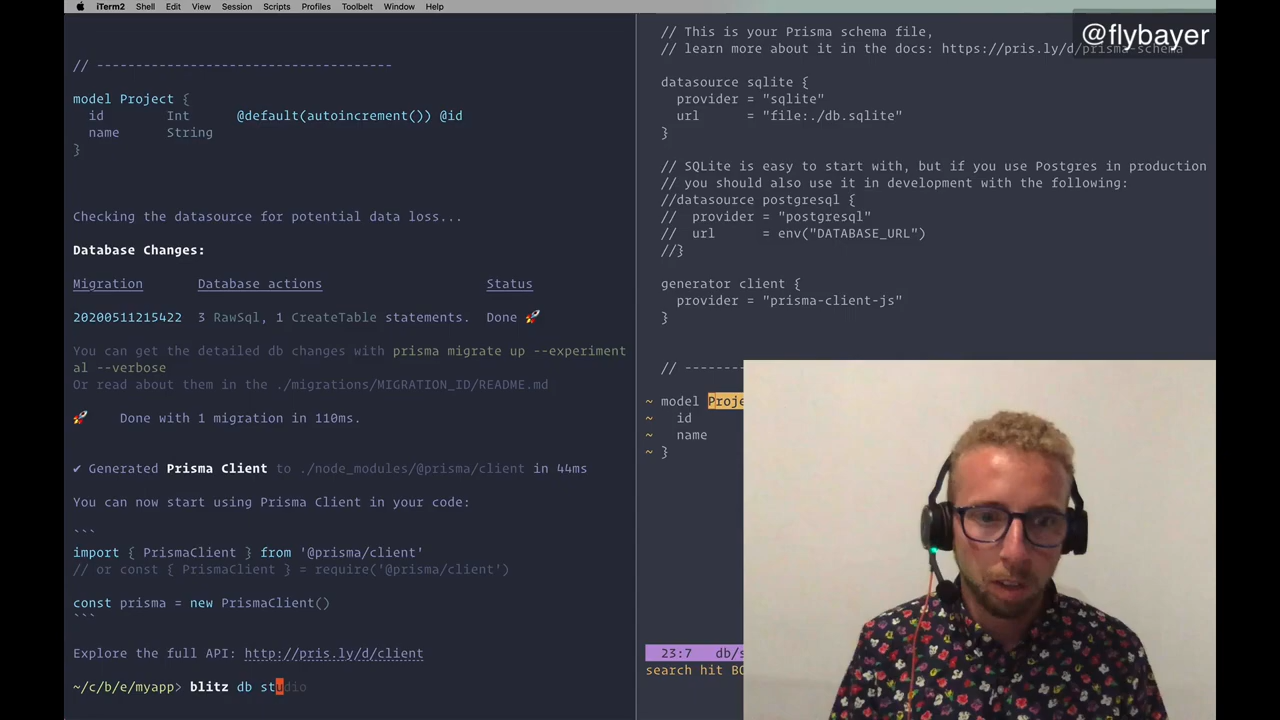 iTerm2 Shell Edit View Session Scripts Profiles Toolbelt Window Help
@flybayer
// --------------------------------------
model Project {
id Int @default(autoincrement()) @id
name String
}
Checking the datasource for potential data loss...
Database Changes:
Migration Database actions Status
20200511215422 3 RawSql, 1 CreateTable statements. Done 🚀
You can get the detailed db changes with prisma migrate up --experiment
al --verbose
Or read about them in the ./migrations/MIGRATION_ID/README.md
🚀 Done with 1 migration in 110ms.
✔ Generated Prisma Client to ./node_modules/@prisma/client in 44ms
You can now start using Prisma Client in your code:
```
import { PrismaClient } from '@prisma/client'
// or const { PrismaClient } = require('@prisma/client')
const prisma = new PrismaClient()
```
Explore the full API: http://pris.ly/d/client
~/c/b/e/myapp> blitz db studio
// This is your Prisma schema file,
// learn more about it in the docs: https://pris.ly/d/prisma-schema
datasource sqlite {
provider = "sqlite"
url = "file:./db.sqlite"
}
// SQLite is easy to start with, but if you use Postgres in production
// you should also use it in development with the following:
//datasource postgresql {
// provider = "postgresql"
// url = env("DATABASE_URL")
//}
generator client {
provider = "prisma-client-js"
}
// -------
~ model Proje
~ id
~ name
~ }
23:7 db/s
search hit BO